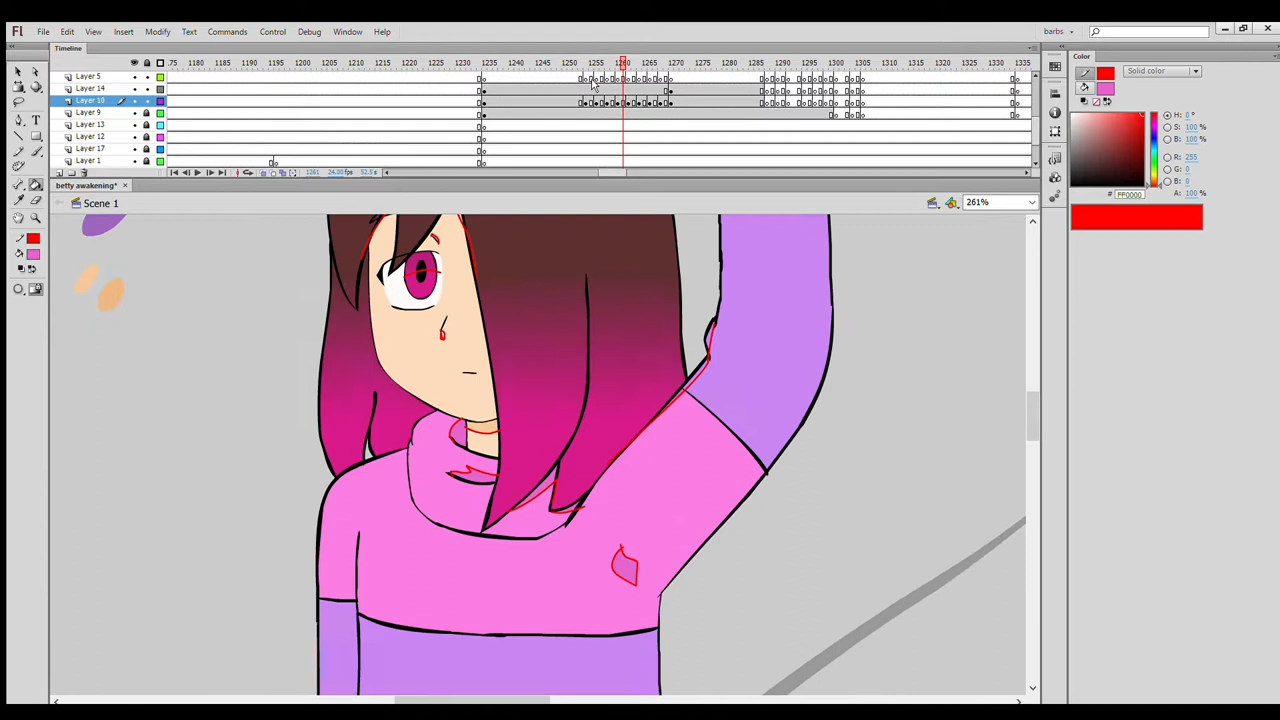 Fl File Edit View Insert Modify Text Commands Control Debug Window Help barbs
Timeline
75 1180 1185 1190 1195 1200 1205 1210 1215 1220 1225 1230 1235 1240 1245 1250 1255 1260 1265 1270 1275 1280 1285 1290 1295 1300 1305 1310 1315 1320 1325 1330 1335
Layer 5
Layer 14
Layer 10
Layer 9
Layer 13
Layer 12
Layer 17
Layer 1
1261 24.00 fps 52.5 s
betty awakening* ×
Scene 1
261%
Color
Solid color
H: 0 °
S: 100 %
B: 100 %
R: 255
G: 0
B: 0
# FF0000
A: 100 %